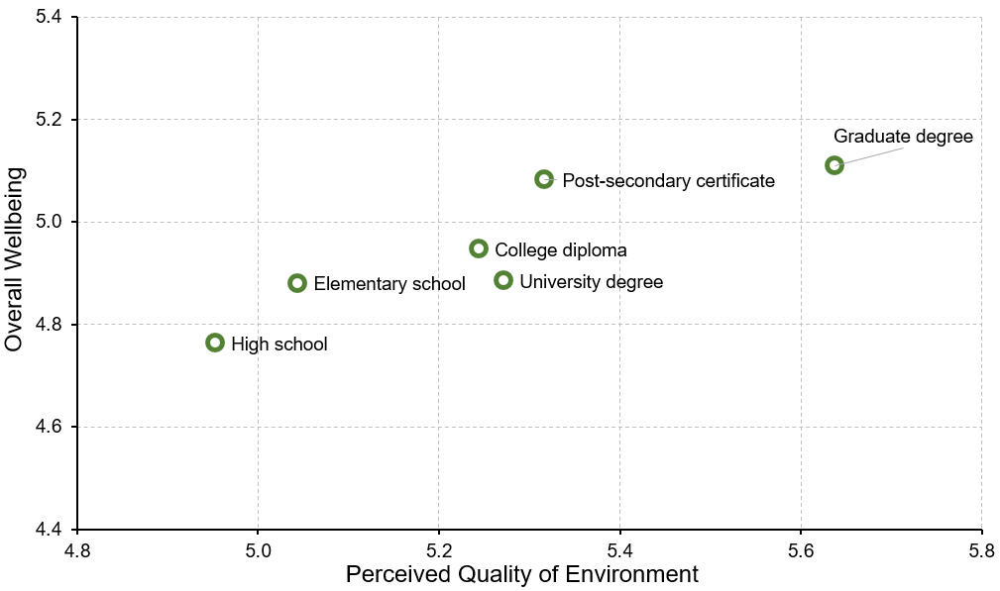 5.4
5.2
5.0
4.8
4.6
4.4
Overall Wellbeing
Graduate degree
Post-secondary certificate
College diploma
University degree
Elementary school
High school
4.8
5.0
5.2
5.4
5.6
5.8
Perceived Quality of Environment